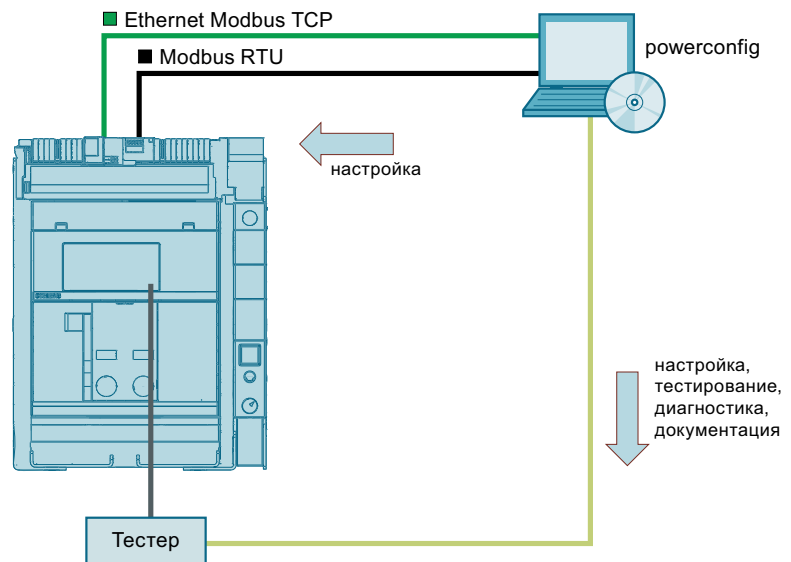 Ethernet Modbus TCP
Modbus RTU
powerconfig
настройка
настройка,
тестирование,
диагностика,
документация
Тестер